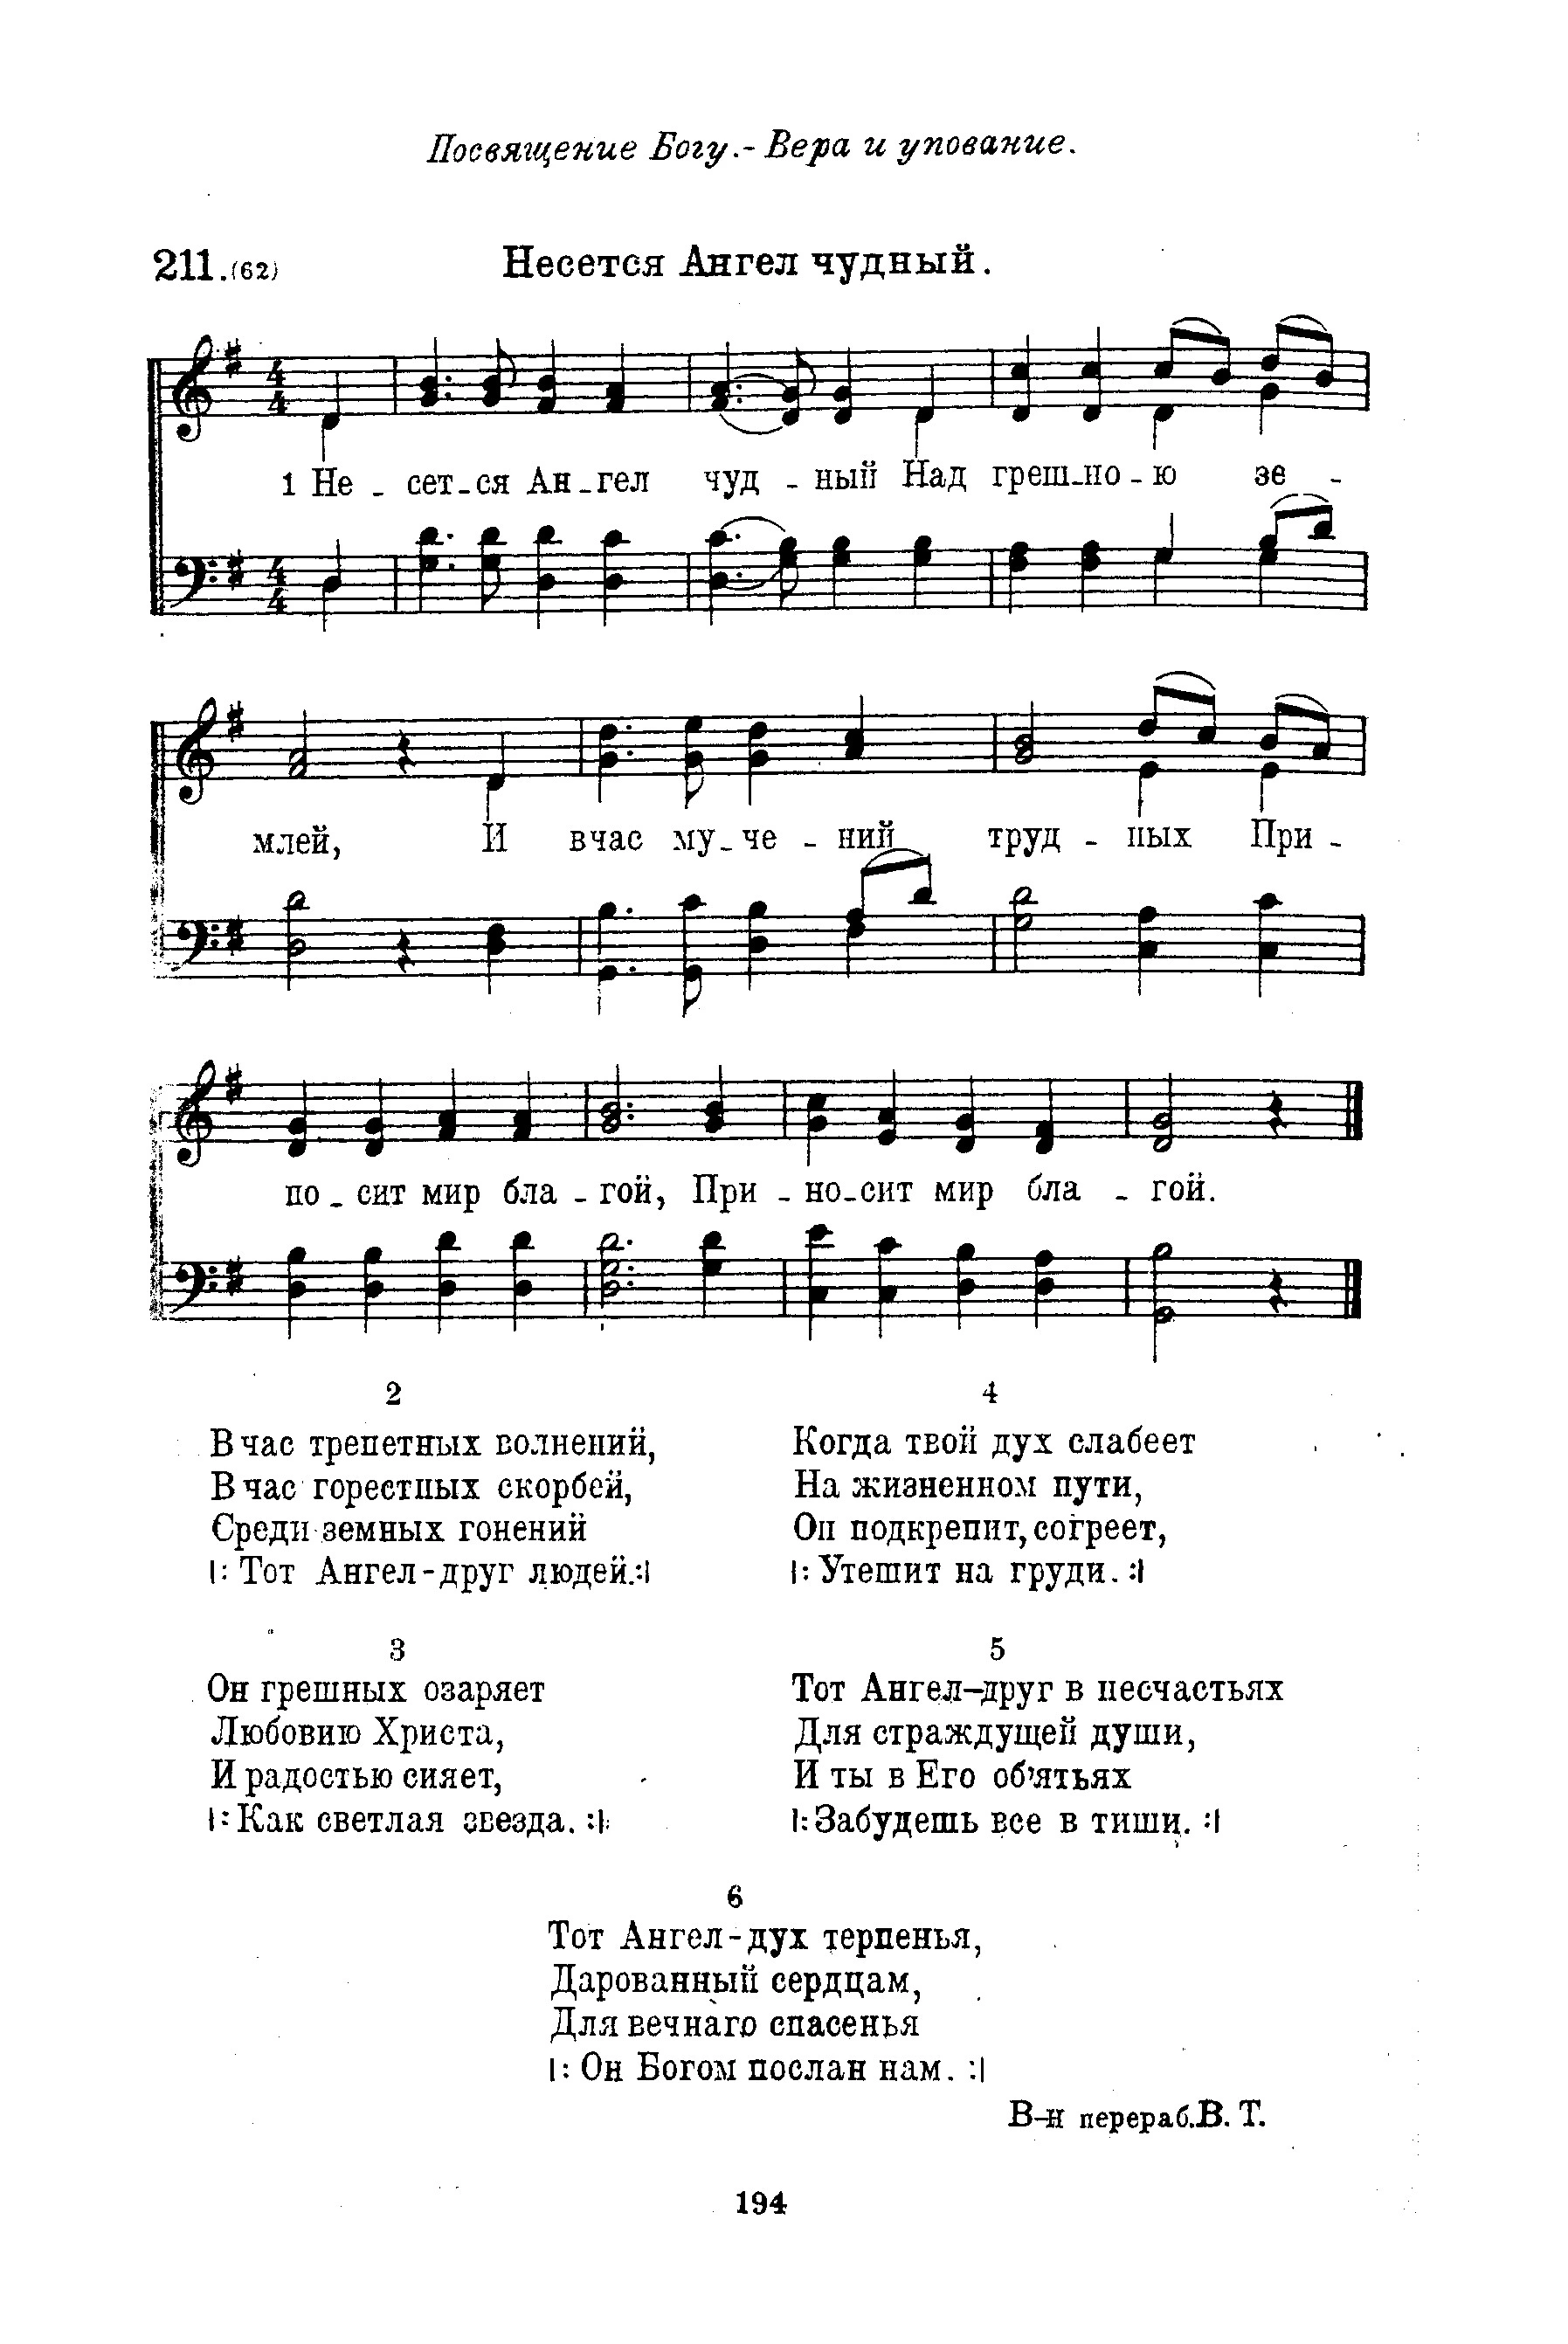 Посвящение Богу.- Вера и упование.
211.(62)
Несется Ангел чудный.
4 4
1 Не - сет-ся Ан-гел чуд - ный Над греш-но-ю зе -
4 4
млей, И в час му-че - ний труд - ных При -
но - сит мир бла - гой, При - но-сит мир бла - гой.
2
В час трепетных волнений,
В час горестных скорбей,
Среди земных гонений
|: Тот Ангел-друг людей.:|
3
Он грешных озаряет
Любовию Христа,
И радостью сияет,
|: Как светлая звезда. :|
4
Когда твой дух слабеет
На жизненном пути,
Он подкрепит, согреет,
|: Утешит на груди. :|
5
Тот Ангел-друг в несчастьях
Для страждущей души,
И ты в Его об'ятьях
|: Забудешь все в тиши. :|
6
Тот Ангел-дух терпенья,
Дарованный сердцам,
Для вечнаго спасенья
|: Он Богом послан нам. :|
В-н перераб. В. Т.
194